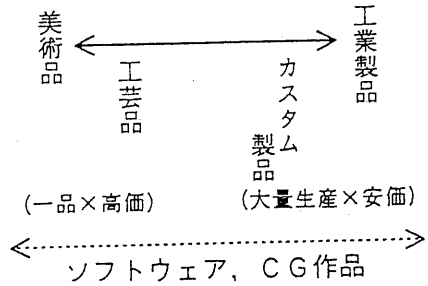 美術品
工芸品
カスタム
製品
工業製品
(一品×高価)
(大量生産×安価)
ソフトウェア，ＣＧ作品